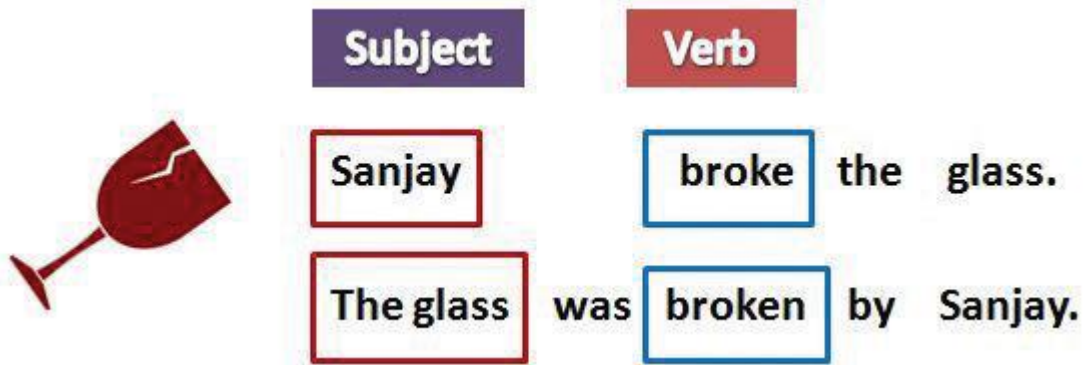 Subject Verb
Sanjay broke the glass.
The glass was broken by Sanjay.